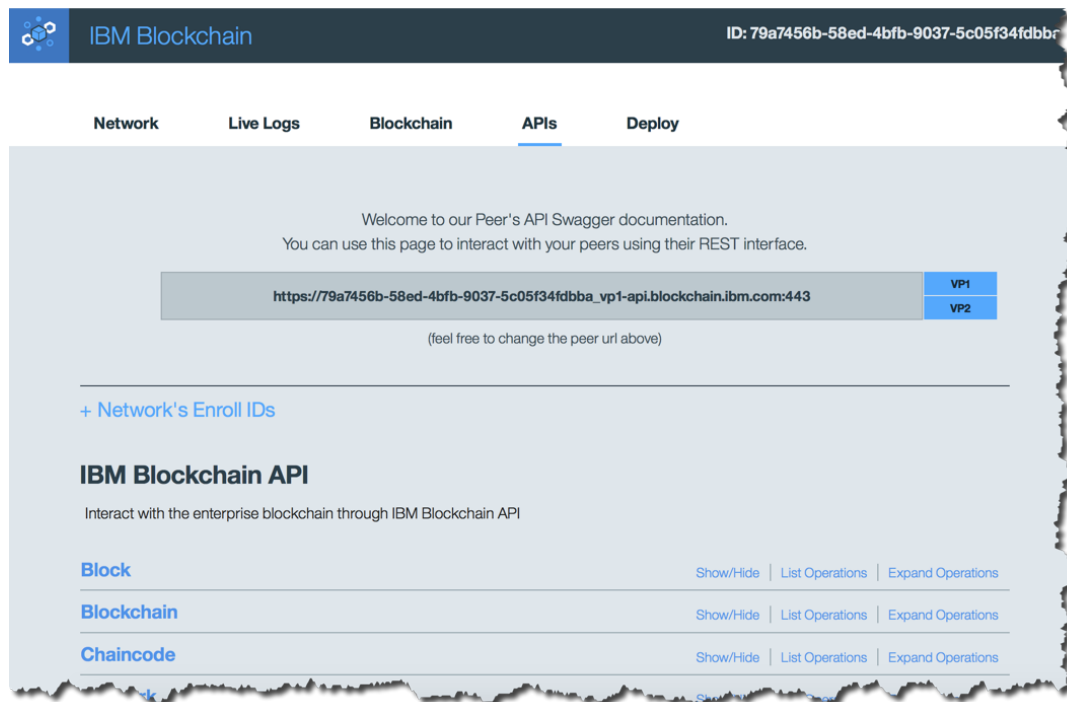 IBM Blockchain ID: 79a7456b-58ed-4bfb-9037-5c05f34fdbba
Network Live Logs Blockchain APIs Deploy
Welcome to our Peer's API Swagger documentation.
You can use this page to interact with your peers using their REST interface.
https://79a7456b-58ed-4bfb-9037-5c05f34fdbba_vp1-api.blockchain.ibm.com:443
VP1
VP2
(feel free to change the peer url above)
+ Network's Enroll IDs
IBM Blockchain API
Interact with the enterprise blockchain through IBM Blockchain API
Block Show/Hide | List Operations | Expand Operations
Blockchain Show/Hide | List Operations | Expand Operations
Chaincode Show/Hide | List Operations | Expand Operations